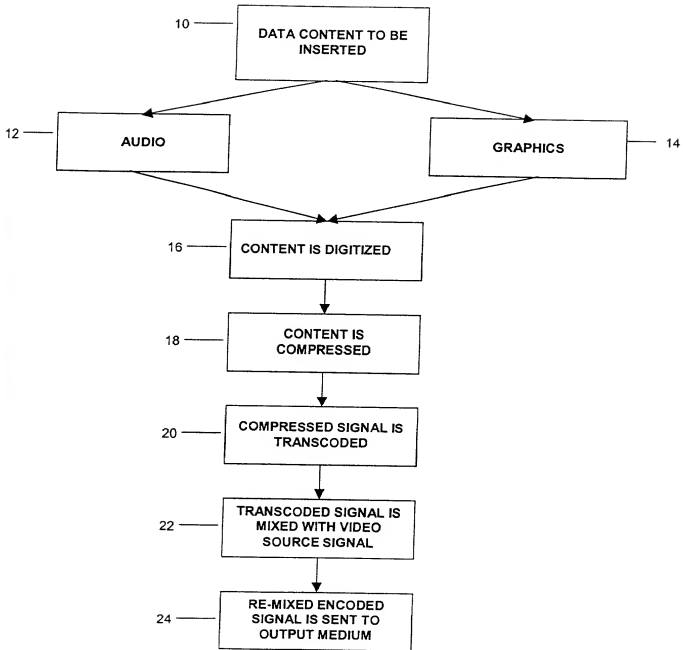 10
DATA CONTENT TO BE
INSERTED
12
AUDIO
GRAPHICS
14
16
CONTENT IS DIGITIZED
18
CONTENT IS
COMPRESSED
20
COMPRESSED SIGNAL IS
TRANSCODED
22
TRANSCODED SIGNAL IS
MIXED WITH VIDEO
SOURCE SIGNAL
24
RE-MIXED ENCODED
SIGNAL IS SENT TO
OUTPUT MEDIUM